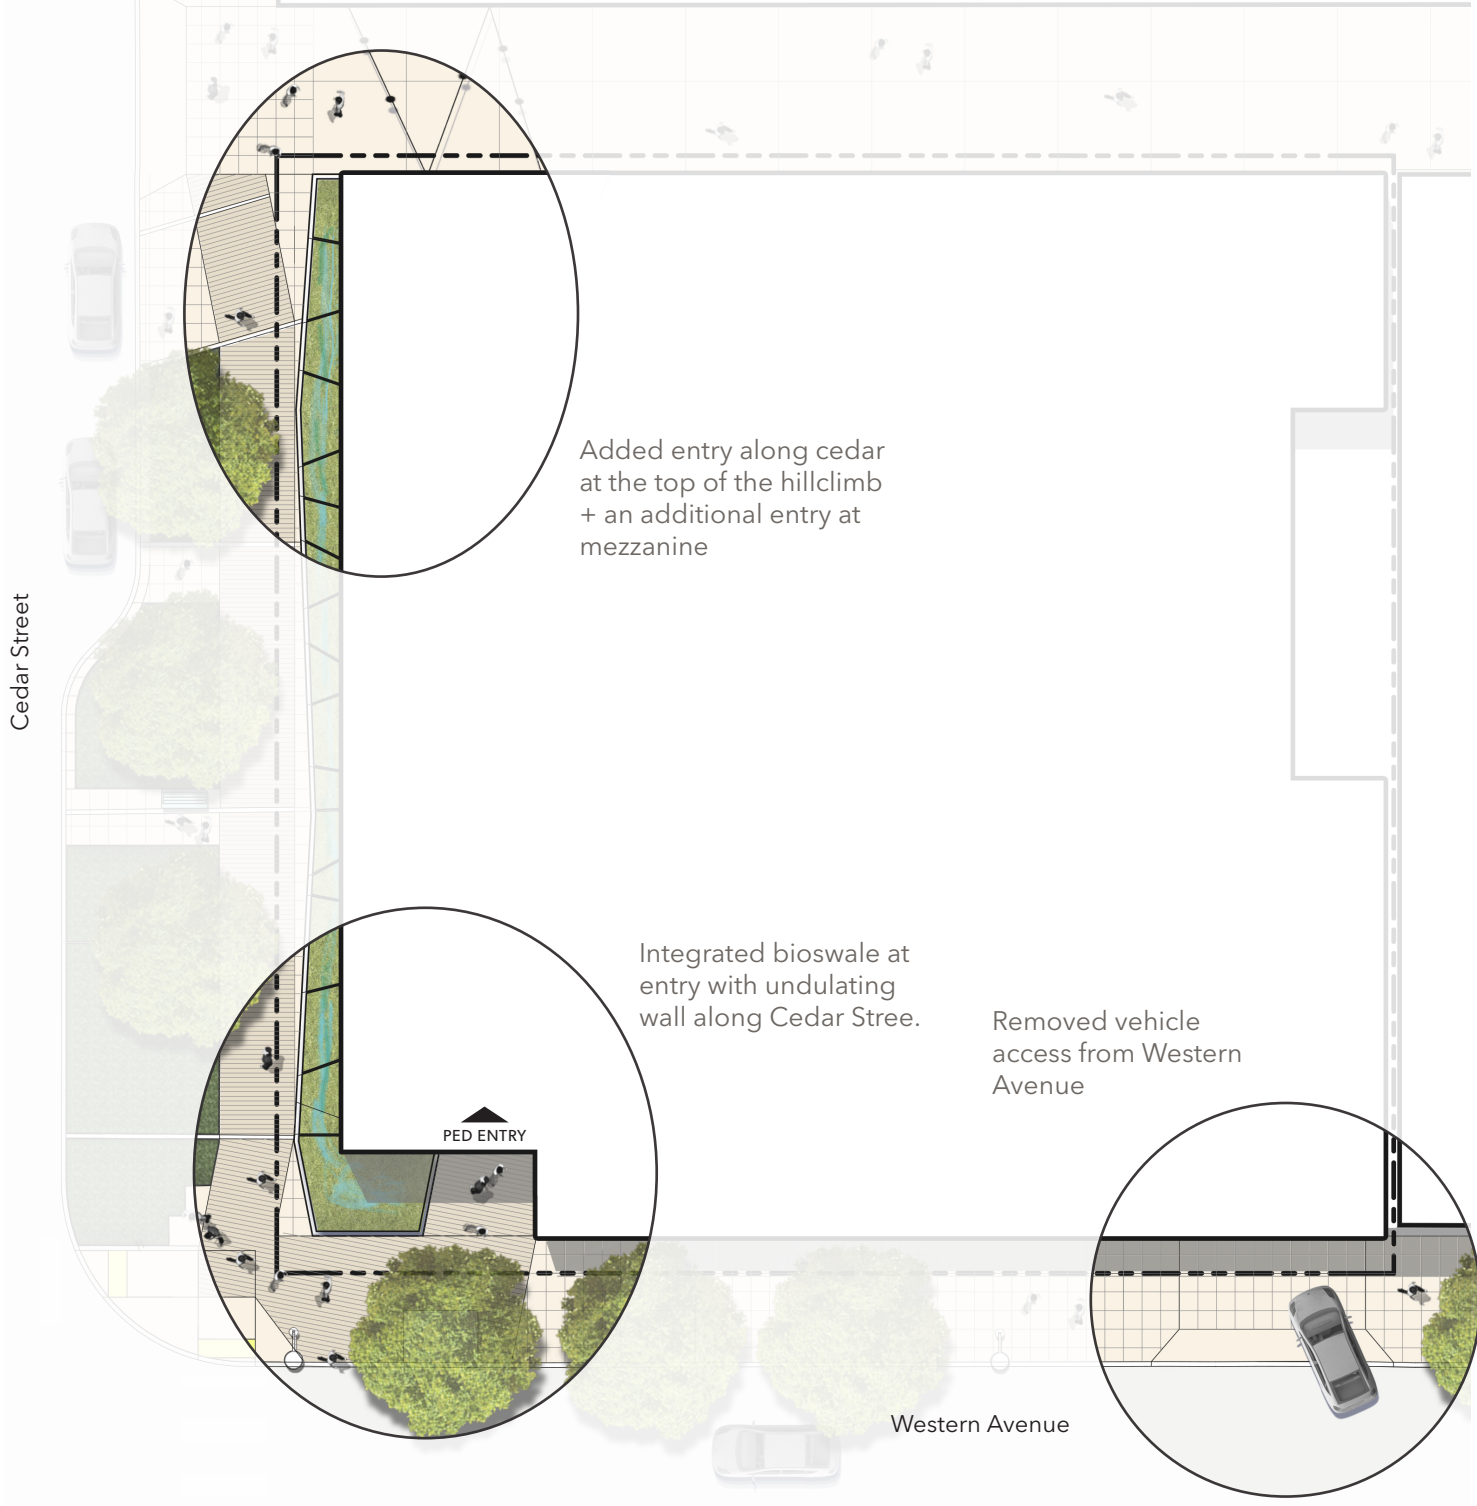 Added entry along cedar
at the top of the hillclimb
+ an additional entry at
mezzanine
Cedar Street
Integrated bioswale at
entry with undulating
wall along Cedar Stree.
Removed vehicle
access from Western
Avenue
PED ENTRY
Western Avenue